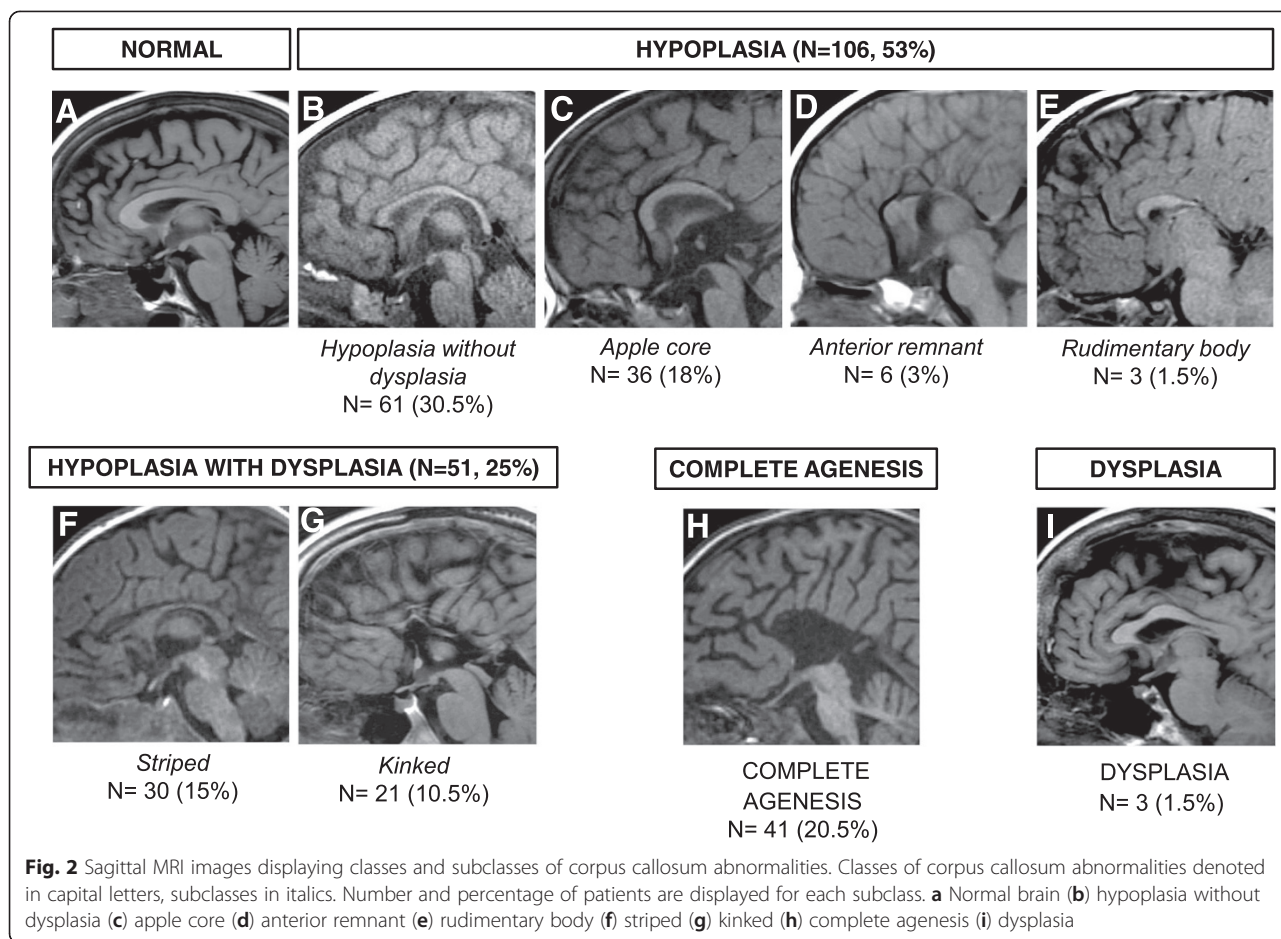 NORMAL
HYPOPLASIA (N=106, 53%)
A
B
C
D
E
Hypoplasia without
dysplasia
N= 61 (30.5%)
Apple core
N= 36 (18%)
Anterior remnant
N= 6 (3%)
Rudimentary body
N= 3 (1.5%)
HYPOPLASIA WITH DYSPLASIA (N=51, 25%)
COMPLETE AGENESIS
DYSPLASIA
F
G
H
I
Striped
N= 30 (15%)
Kinked
N= 21 (10.5%)
COMPLETE
AGENESIS
N= 41 (20.5%)
DYSPLASIA
N= 3 (1.5%)
Fig. 2 Sagittal MRI images displaying classes and subclasses of corpus callosum abnormalities. Classes of corpus callosum abnormalities denoted
in capital letters, subclasses in italics. Number and percentage of patients are displayed for each subclass. a Normal brain (b) hypoplasia without
dysplasia (c) apple core (d) anterior remnant (e) rudimentary body (f) striped (g) kinked (h) complete agenesis (i) dysplasia